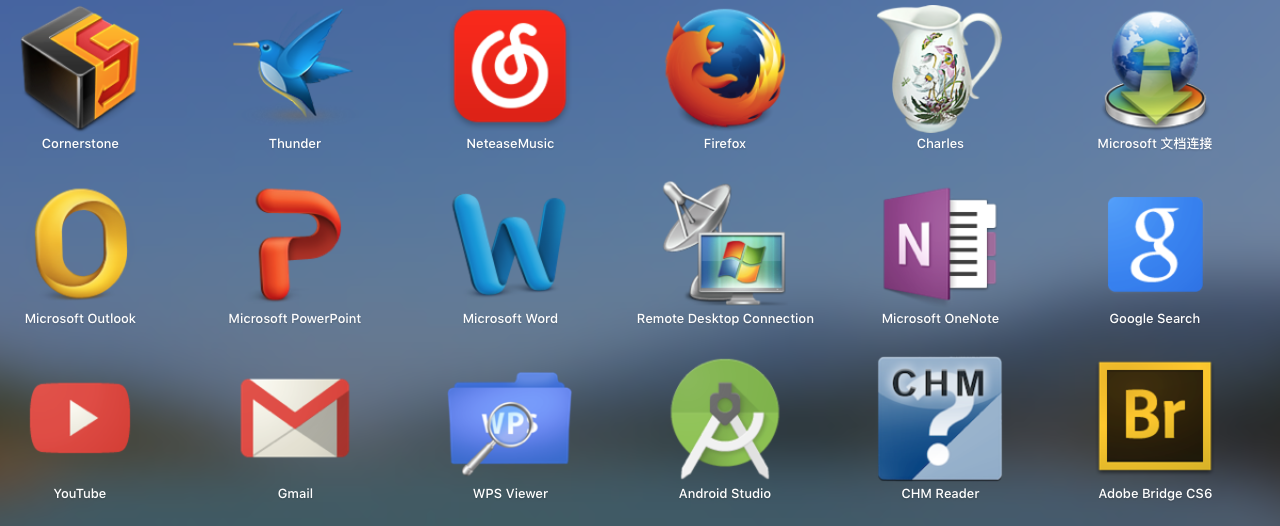 Cornerstone
Thunder
NeteaseMusic
Firefox
Charles
Microsoft 文档连接
Microsoft Outlook
Microsoft PowerPoint
Microsoft Word
N
Remote Desktop Connection
Microsoft OneNote
g
Google Search
WPS
CHM
?
Br
YouTube
Gmail
WPS Viewer
Android Studio
CHM Reader
Adobe Bridge CS6